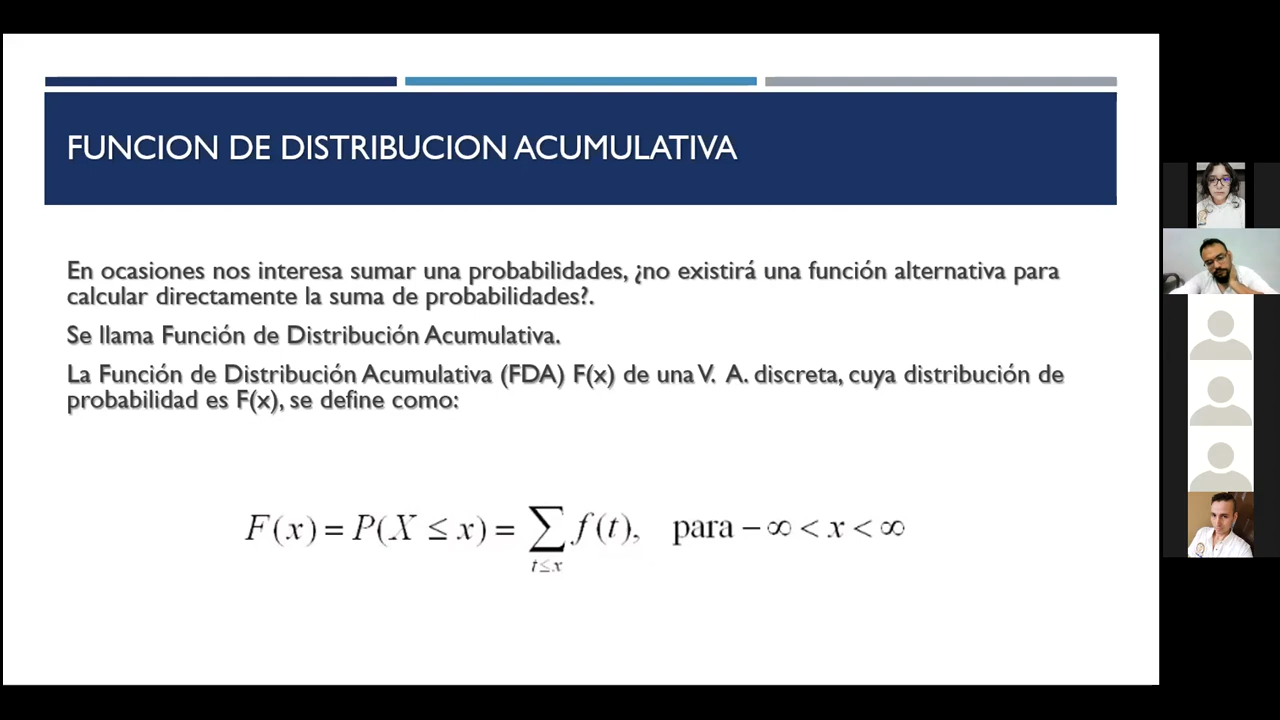 FUNCION DE DISTRIBUCION ACUMULATIVA
En ocasiones nos interesa sumar una probabilidades, ¿no existirá una función alternativa para
calcular directamente la suma de probabilidades?.
Se llama Función de Distribución Acumulativa.
La Función de Distribución Acumulativa (FDA) F(x) de una V. A. discreta, cuya distribución de
probabilidad es F(x), se define como:
F(x) = P(X ≤ x) = ∑ f(t), para − ∞ < x < ∞
t≤x